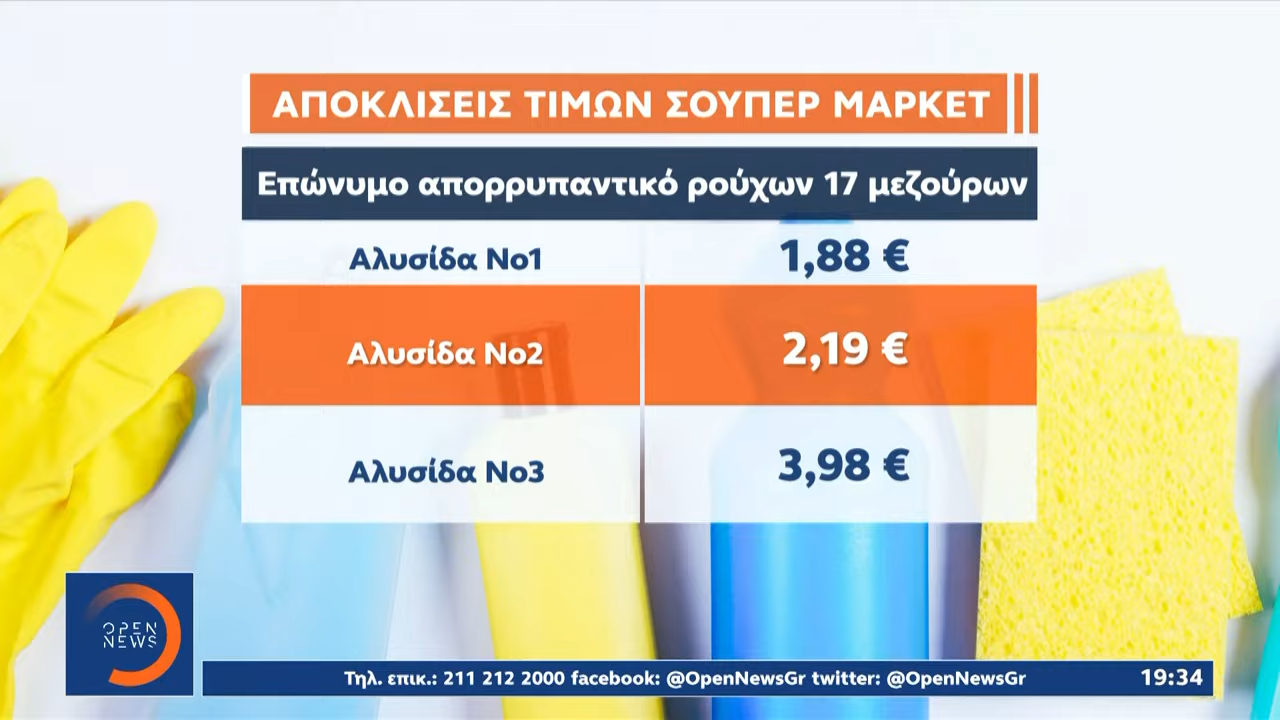 ΑΠΟΚΛΙΣΕΙΣ ΤΙΜΩΝ ΣΟΥΠΕΡ ΜΑΡΚΕΤ
Επώνυμο απορρυπαντικό ρούχων 17 μεζούρων
Αλυσίδα Νο1 1,88 €
Αλυσίδα Νο2 2,19 €
Αλυσίδα Νο3 3,98 €
OPEN
NEWS
Τηλ. επικ.: 211 212 2000 facebook: @OpenNewsGr twitter: @OpenNewsGr 19:34